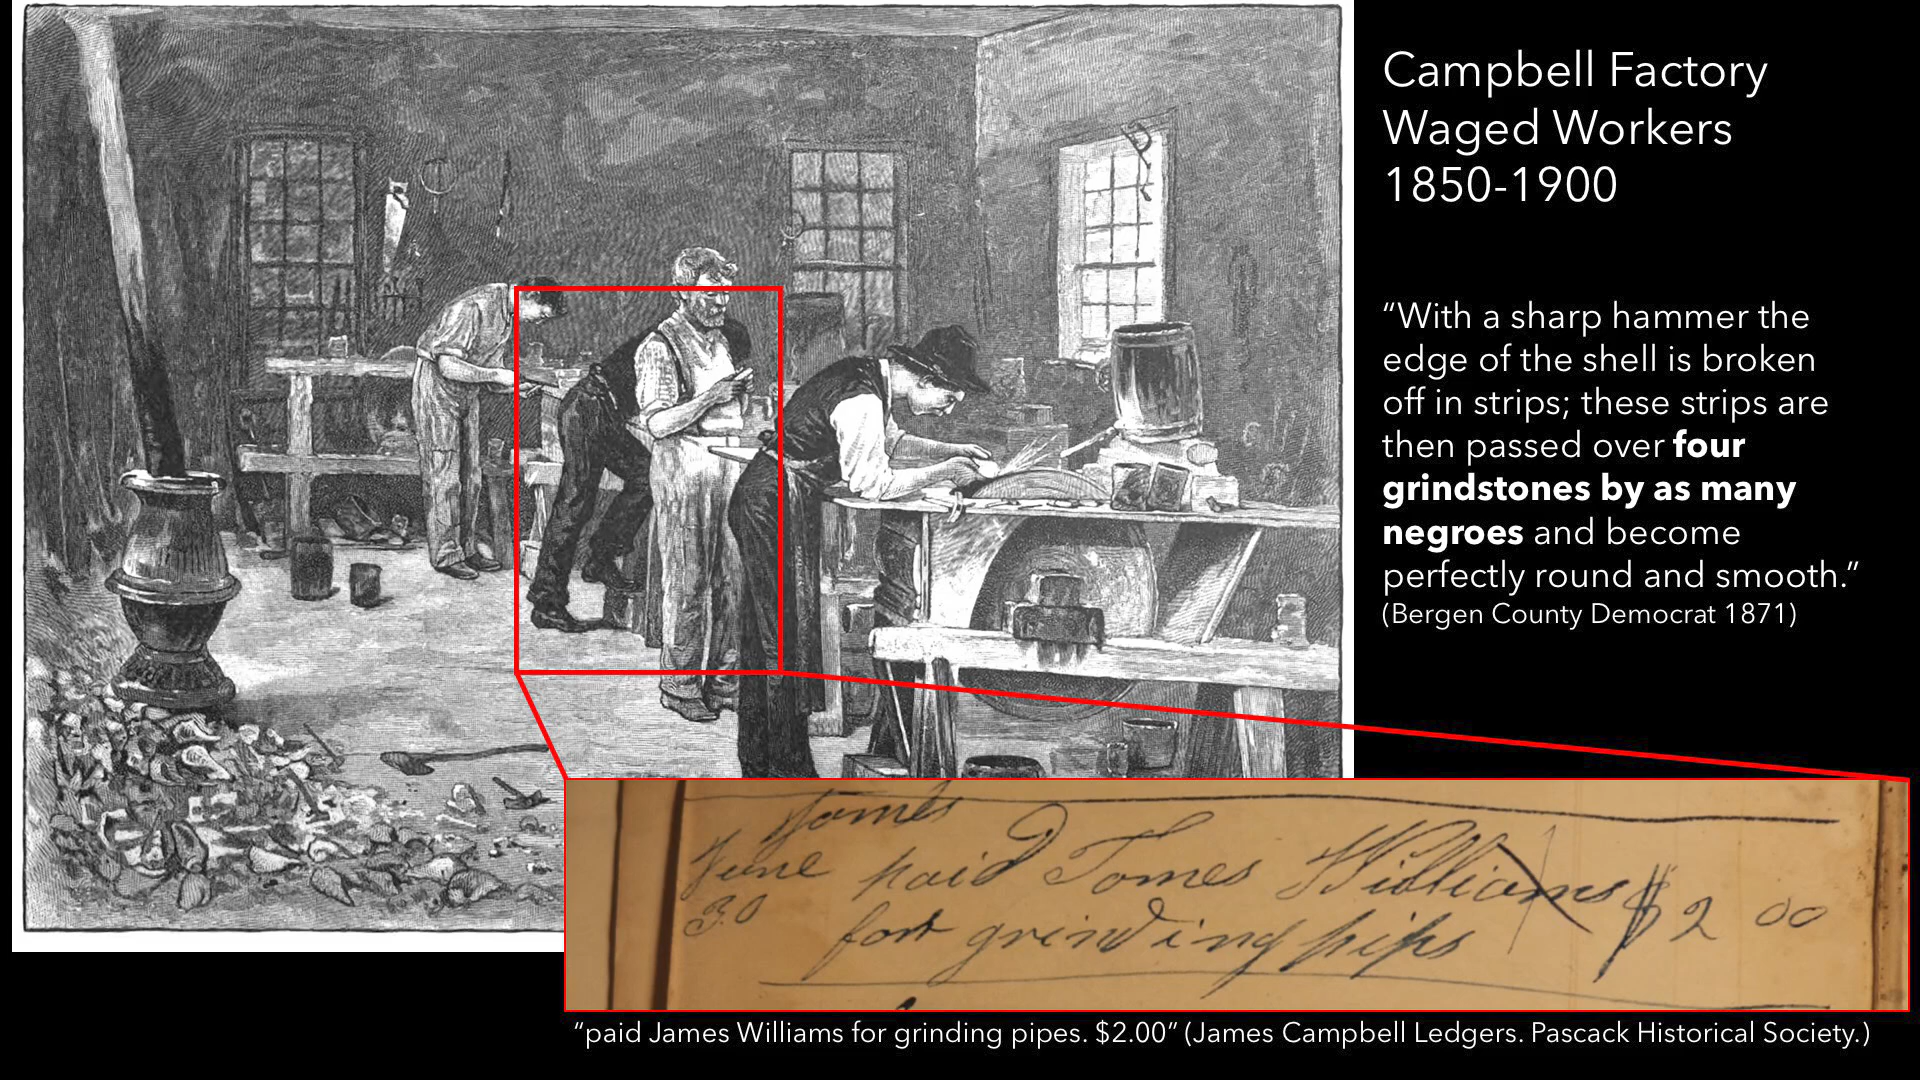 Campbell Factory
Waged Workers
1850-1900
“With a sharp hammer the
edge of the shell is broken
off in strips; these strips are
then passed over four
grindstones by as many
negroes and become
perfectly round and smooth.”
(Bergen County Democrat 1871)
James
June paid Tomes Williams $2 00
30 for grinding pips
“paid James Williams for grinding pipes. $2.00” (James Campbell Ledgers. Pascack Historical Society.)